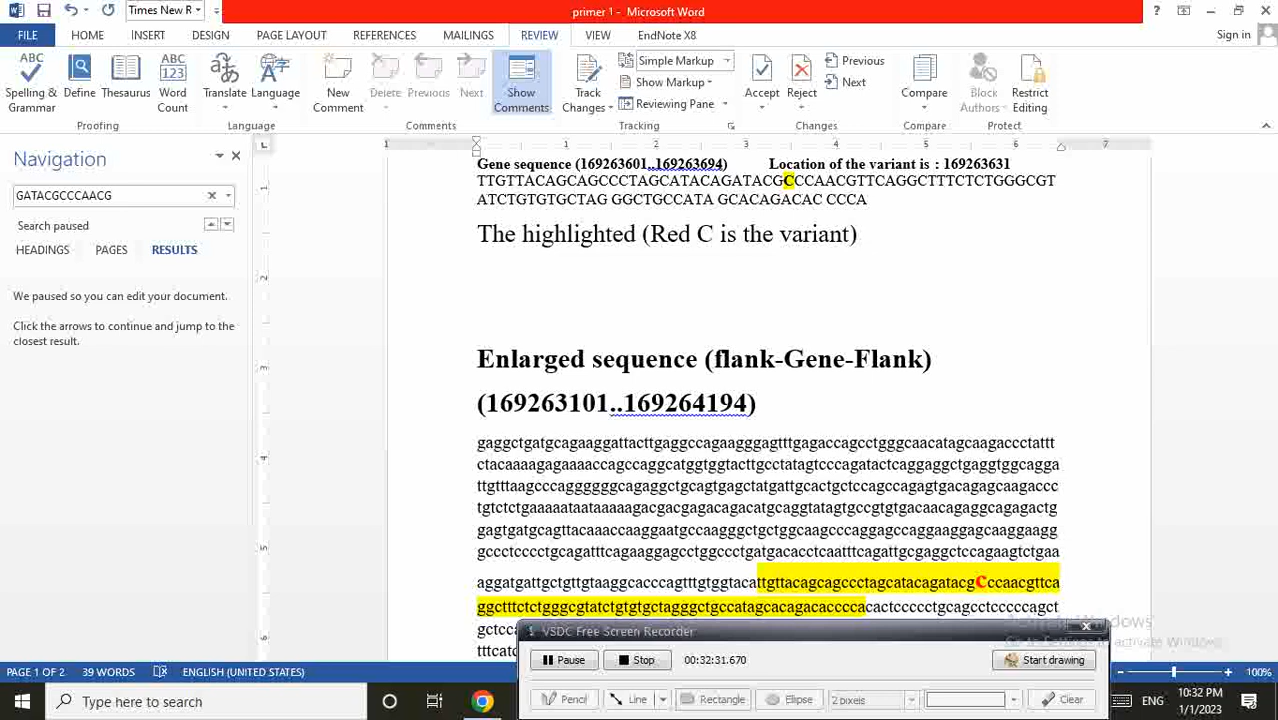 Times New R
primer 1 - Microsoft Word
FILE HOME INSERT DESIGN PAGE LAYOUT REFERENCES MAILINGS REVIEW VIEW EndNote X8 Sign in
Spelling & Grammar
Define
Thesaurus
Word Count
Translate
Language
New Comment
Delete
Previous
Next
Show Comments
Track Changes
Simple Markup
Show Markup
Reviewing Pane
Accept
Reject
Previous
Next
Compare
Block Authors
Restrict Editing
Proofing Language Comments Tracking Changes Compare Protect
Navigation
GATACGCCCAACG
Search paused
HEADINGS PAGES RESULTS
We paused so you can edit your document.
Click the arrows to continue and jump to the
closest result.
Gene sequence (169263601..169263694) Location of the variant is : 169263631
TTGTTACAGCAGCCCTAGCATACAGATACGCCCAACGTTCAGGCTTTCTCTGGGCGT
ATCTGTGTGCTAG GGCTGCCATA GCACAGACAC CCCA
The highlighted (Red C is the variant)
Enlarged sequence (flank-Gene-Flank)
(169263101..169264194)
gaggctgatgcagaaggattacttgaggccagaagggagtttgagaccagcctgggcaacatagcaagaccctattt
ctacaaaagagaaaaccagccaggcatggtggtacttgcctatagtcccagatactcaggaggctgaggtggcagga
ttgtttaagcccaggggggcagaggctgcagtgagctatgattgcactgctccagccagagtgacagagcaagaccc
tgtctctgaaaaataataaaaagacgacgagacagacatgcaggtatagtgccgtgtgacaacagaggcagagactg
gagtgatgcagttacaaaccaaggaatgccaagggctgctggcaagcccaggagccaggaaggagcaaggaagg
gccctcccctgcagatttcagaaggagcctggccctgatgacacctcaatttcagattgcgaggctccagaagtctgaa
aggatgattgctgttgtaaggcacccagtttgtggtacattgttacagcagccctagcatacagatacgCccaacgttca
ggctttctctgggcgtatctgtgtgctagggctgccatagcacagacacccccacactccccctgcagcctcccccagct
VSDC Free Screen Recorder
Pause Stop 00:32:31.670 Start drawing
Pencil Line Rectangle Ellipse 2 pixels Clear
PAGE 1 OF 2 39 WORDS ENGLISH (UNITED STATES) 100%
Type here to search
ENG
10:32 PM
1/1/2023